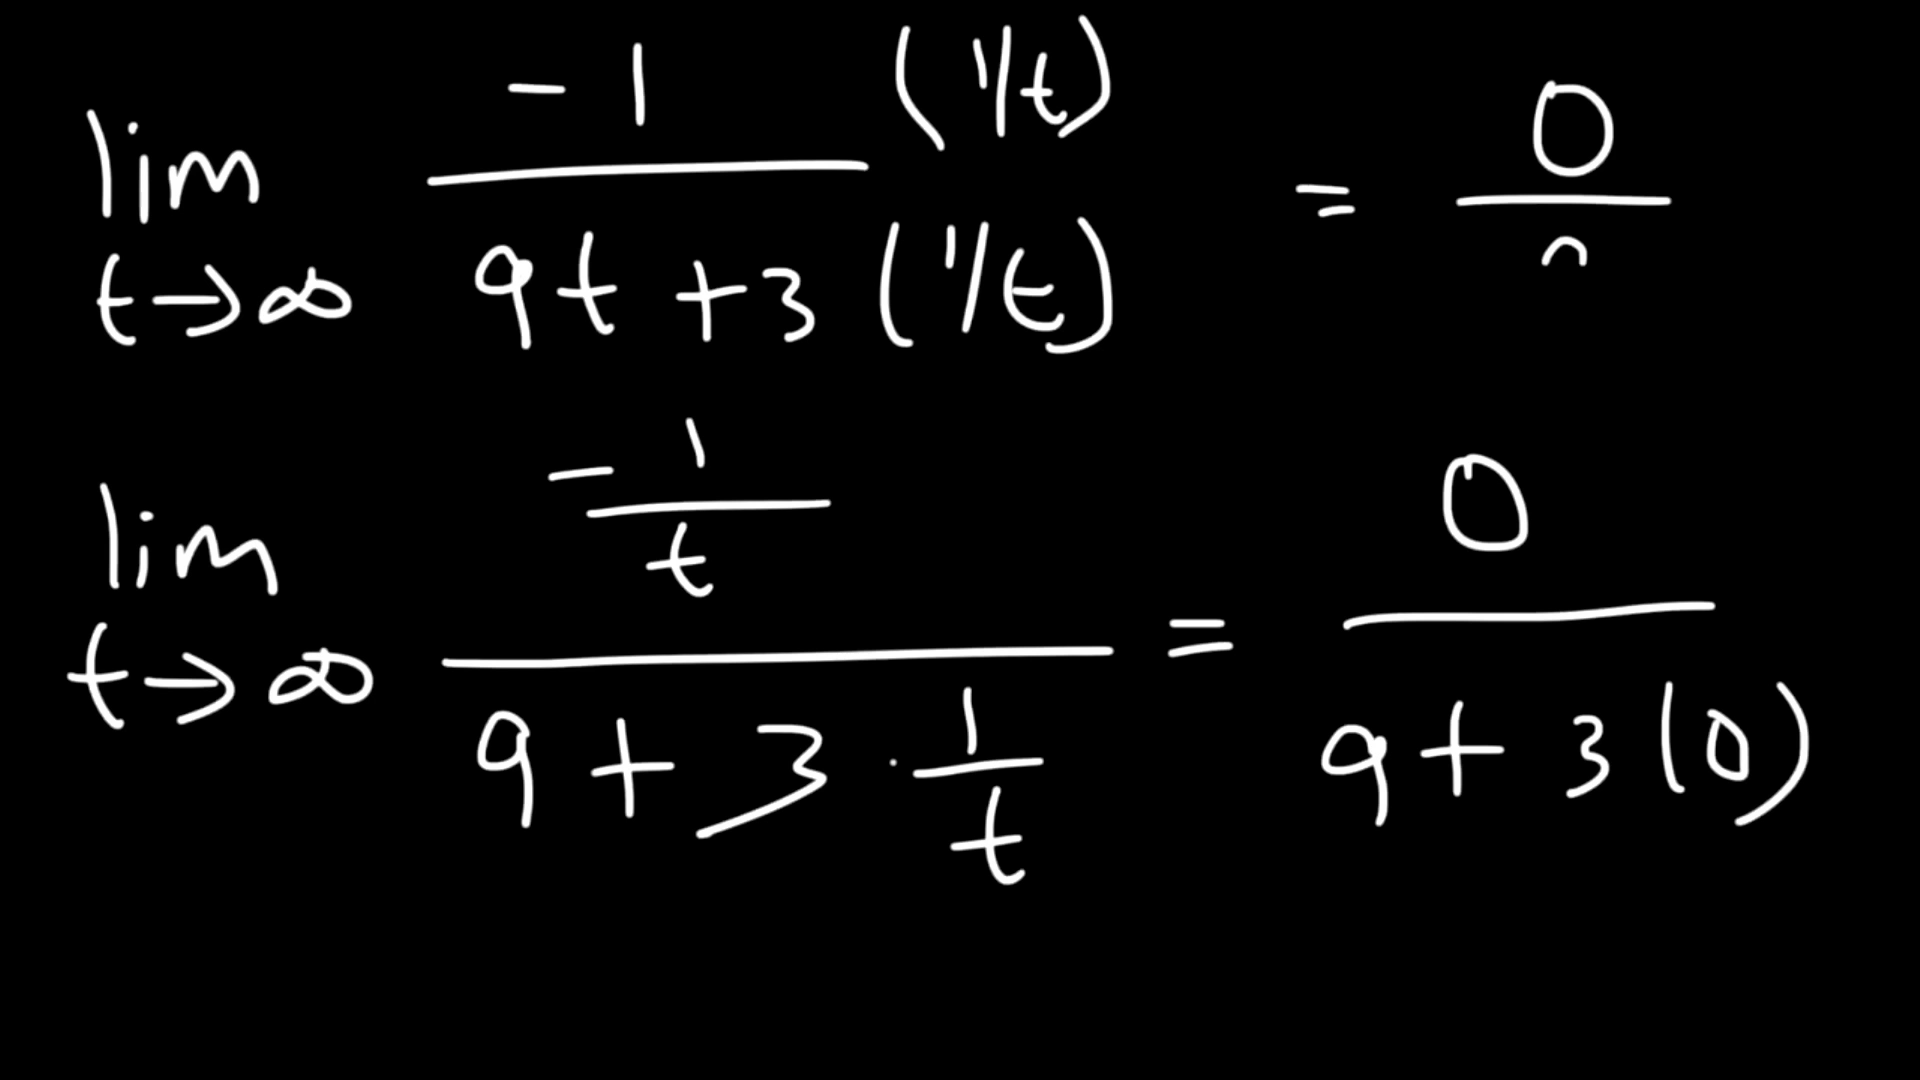 lim t→∞ -1 (1/t) / 9t + 3 (1/t) = 0 /
lim t→∞ - 1/t / 9 + 3 · 1/t = 0 / 9 + 3(0)